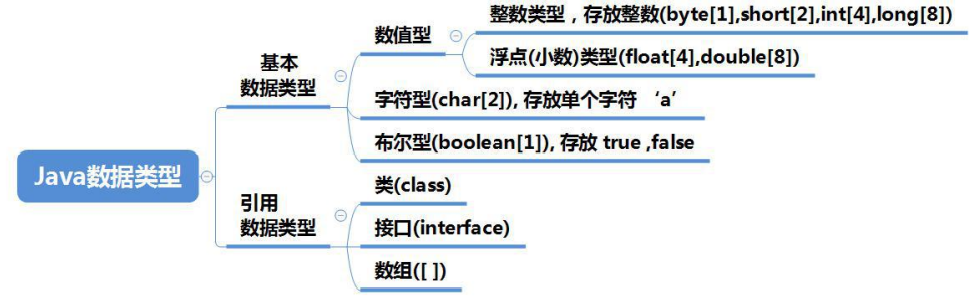 Java数据类型
基本
数据类型
数值型
整数类型，存放整数(byte[1],short[2],int[4],long[8])
浮点(小数)类型(float[4],double[8])
字符型(char[2]), 存放单个字符 ‘a’
布尔型(boolean[1]), 存放 true ,false
引用
数据类型
类(class)
接口(interface)
数组([ ])